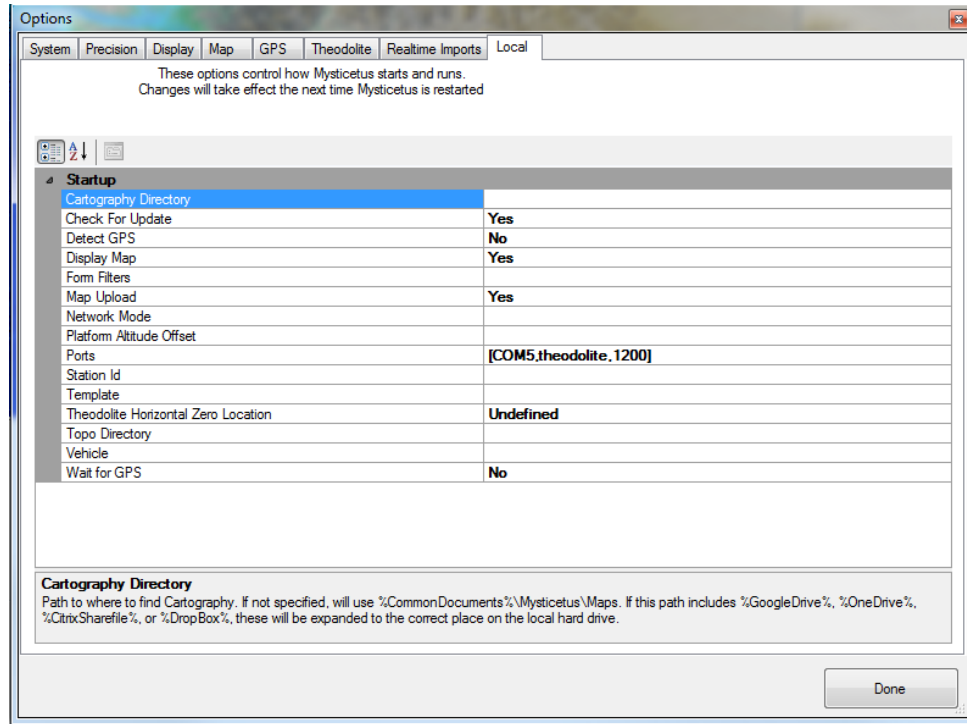 Options
System Precision Display Map GPS Theodolite Realtime Imports Local
These options control how Mysticetus starts and runs.
Changes will take effect the next time Mysticetus is restarted
Startup
Cartography Directory
Check For Update Yes
Detect GPS No
Display Map Yes
Form Filters
Map Upload Yes
Network Mode
Platform Altitude Offset
Ports [COM5,theodolite,1200]
Station Id
Template
Theodolite Horizontal Zero Location Undefined
Topo Directory
Vehicle
Wait for GPS No
Cartography Directory
Path to where to find Cartography. If not specified, will use %CommonDocuments%\Mysticetus\Maps. If this path includes %GoogleDrive%, %OneDrive%,
%CitrixSharefile%, or %DropBox%, these will be expanded to the correct place on the local hard drive.
Done